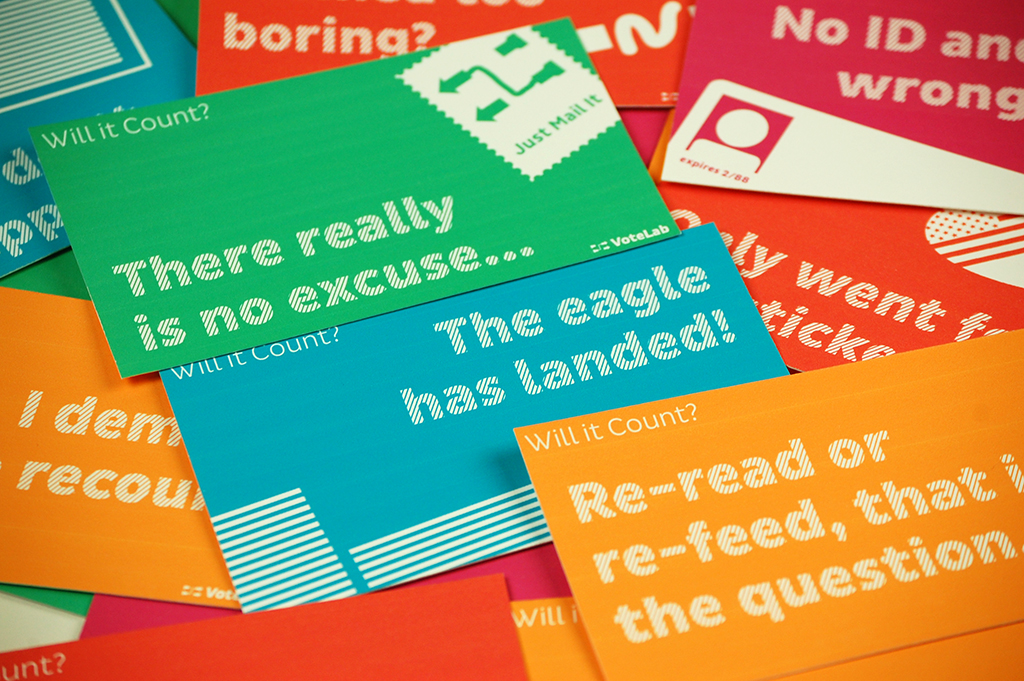 boring?
No ID and
wrong
expires 2/88
Will it Count?
Just Mail It
There really
is no excuse...
VoteLab
Will it Count?
The eagle
has landed!
went
I
recou
Will it Count?
Re-read or
re-feed, that i
the question.
Vote
Will i
unt?